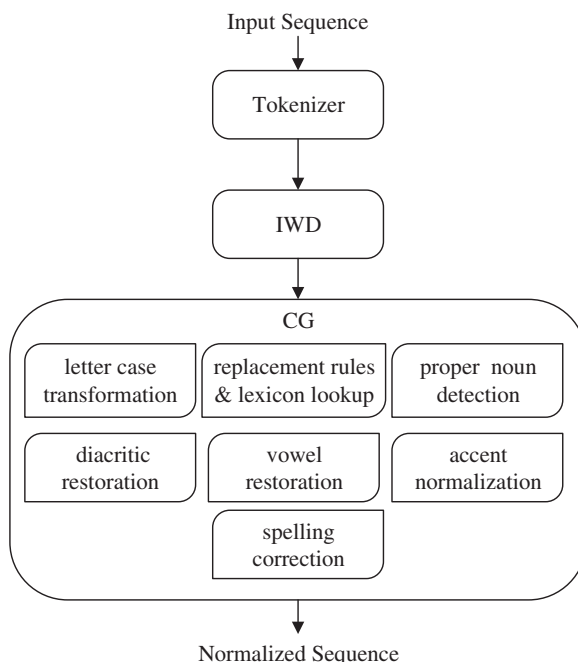 Input Sequence
Tokenizer
IWD
CG
letter case
transformation
replacement rules
& lexicon lookup
proper noun
detection
diacritic
restoration
vowel
restoration
accent
normalization
spelling
correction
Normalized Sequence